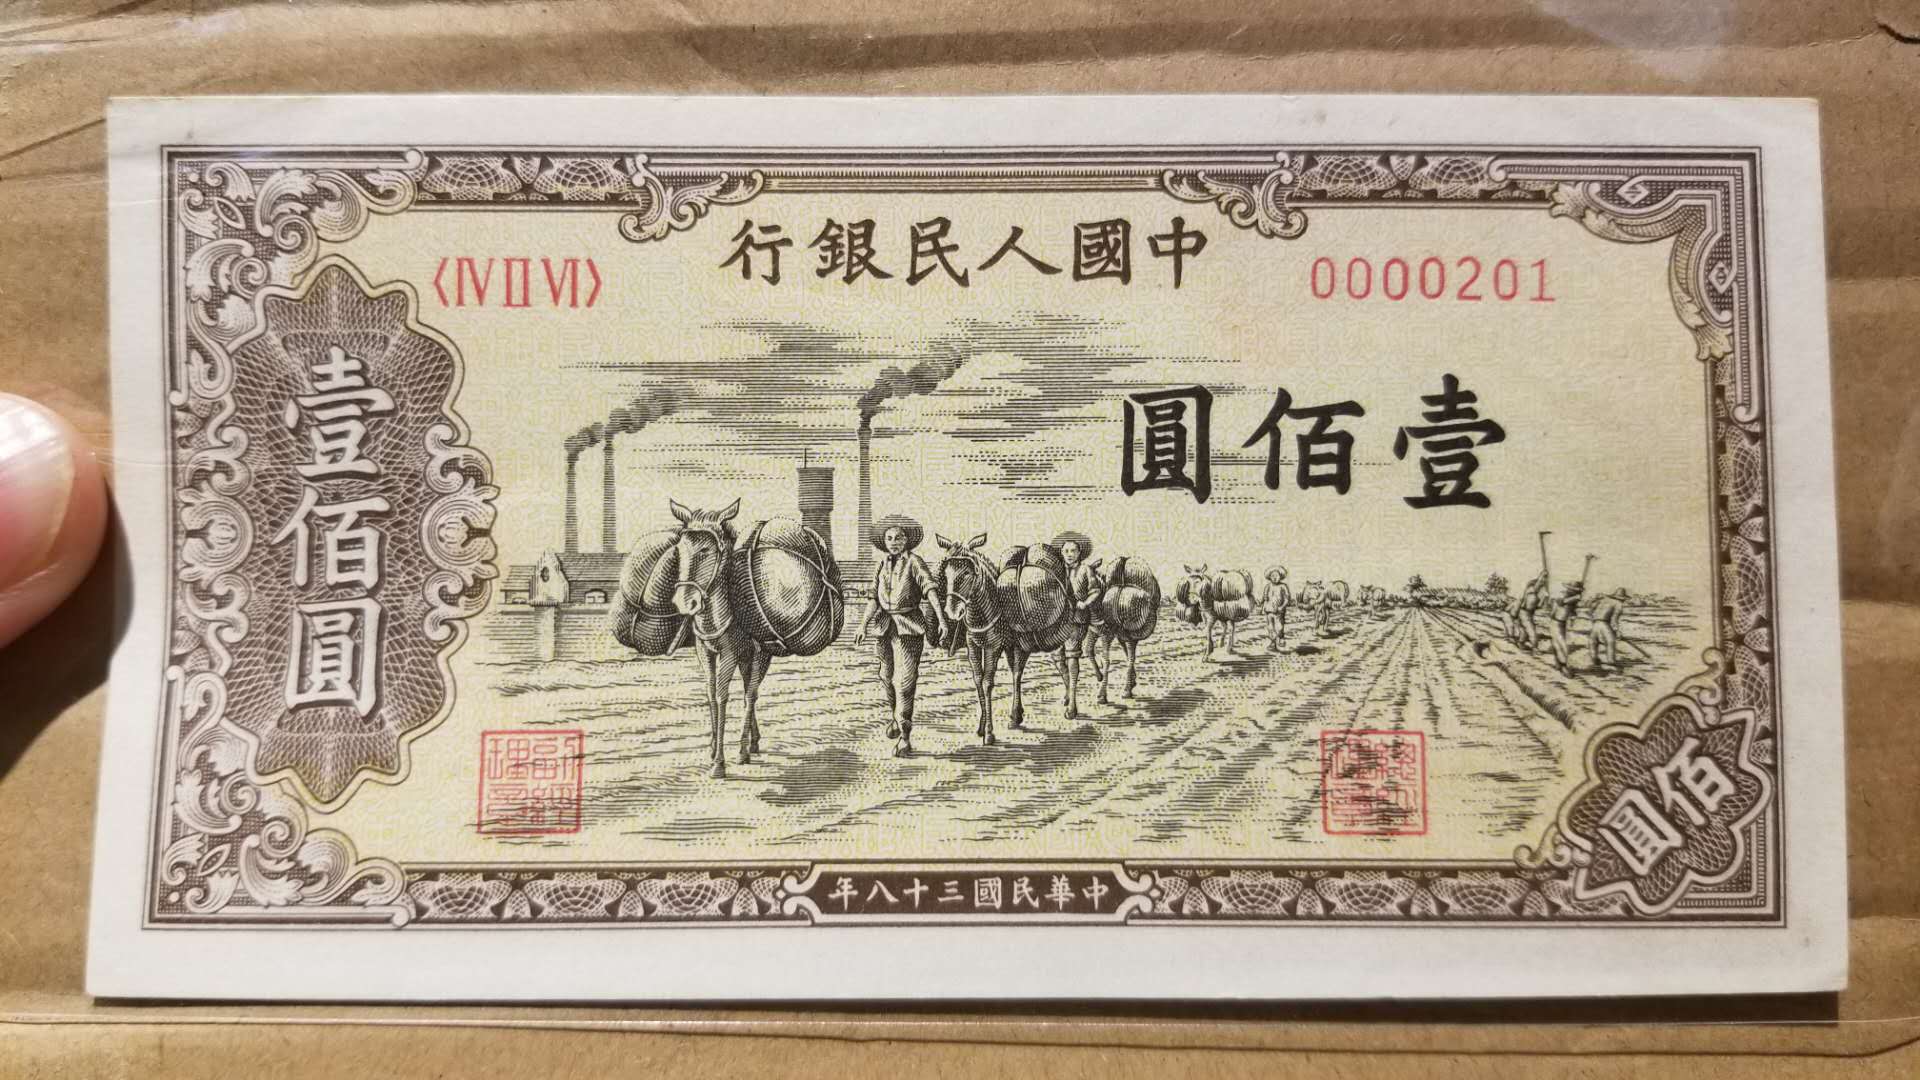 中國人民銀行
〈IV II VI〉
0000201
壹佰圓
壹佰圓
佰圓
中華民國三十八年